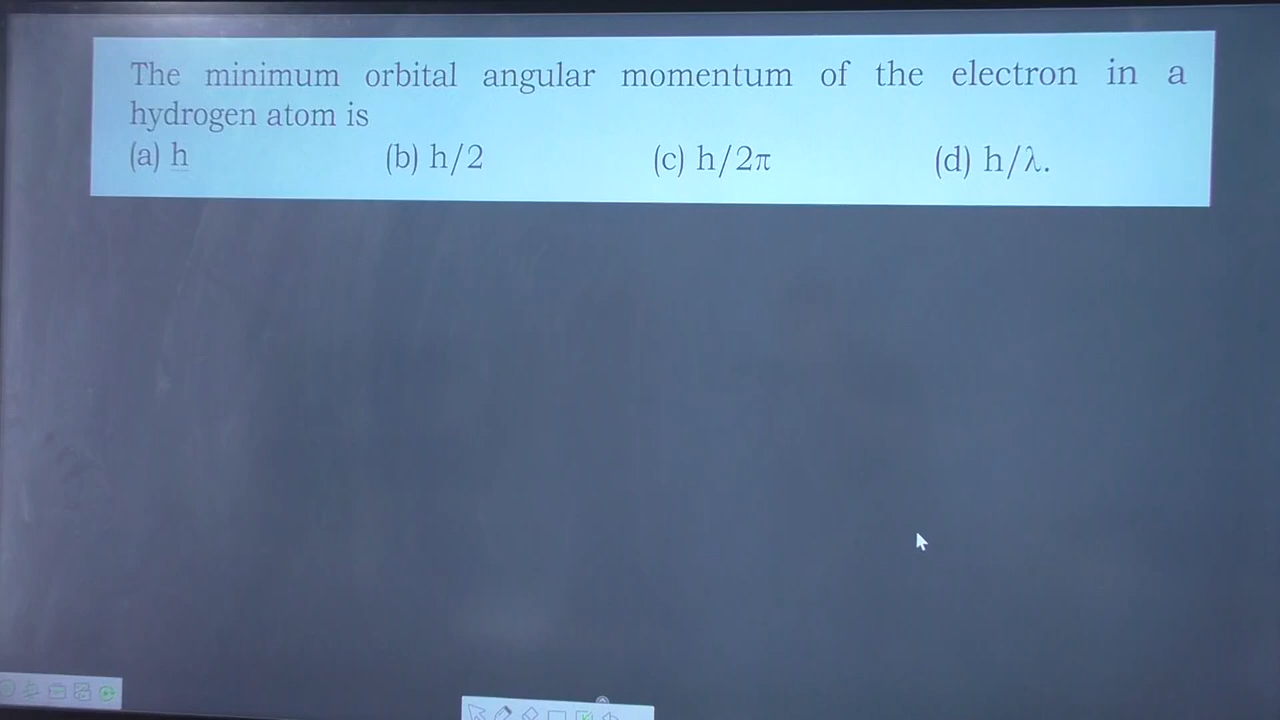 The minimum orbital angular momentum of the electron in a
hydrogen atom is
(a) h (b) h/2 (c) h/2π (d) h/λ.